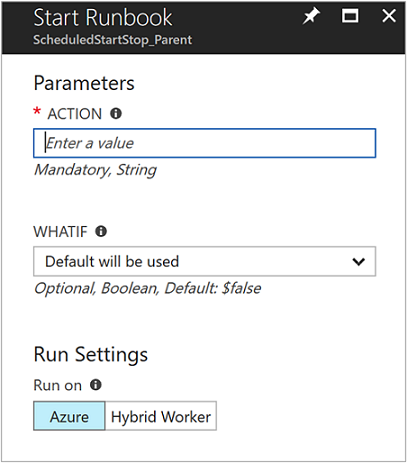 Start Runbook
ScheduledStartStop_Parent
Parameters
* ACTION
Enter a value
Mandatory, String
WHATIF
Default will be used
Optional, Boolean, Default: $false
Run Settings
Run on
Azure Hybrid Worker